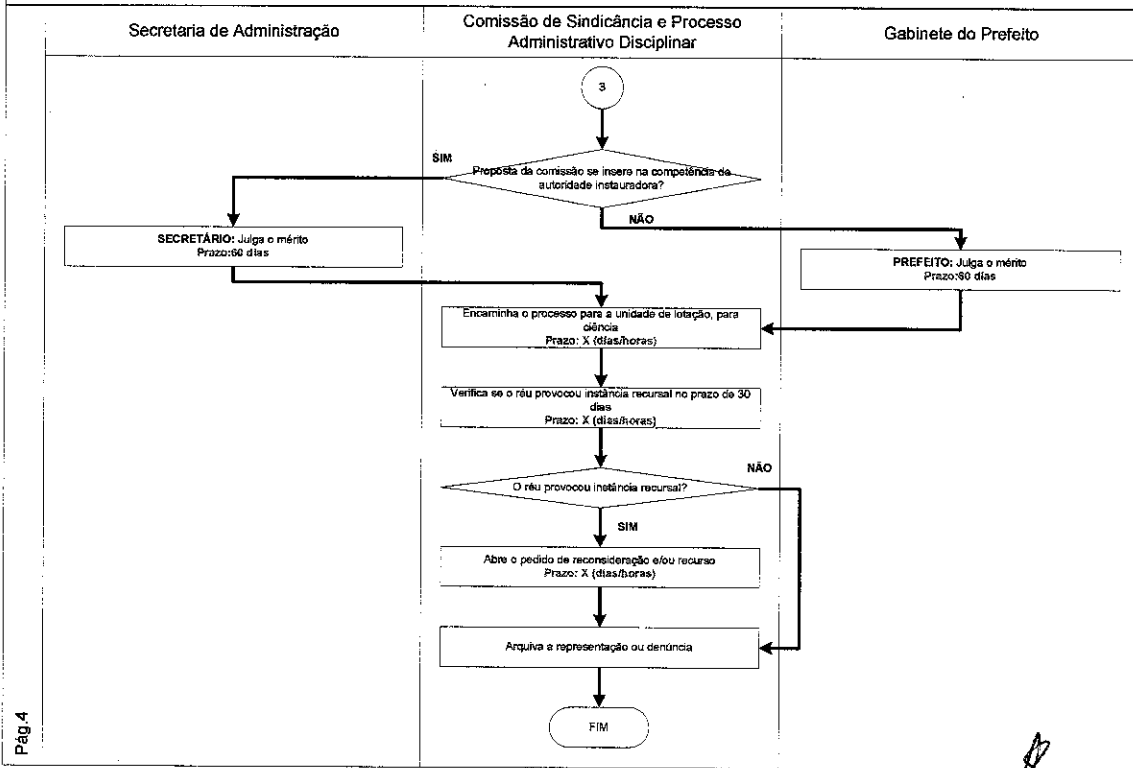 Secretaria de Administração
Comissão de Sindicância e Processo
Administrativo Disciplinar
Gabinete do Prefeito
3
SIM
Proposta da comissão se insere na competência da
autoridade instauradora?
NÃO
SECRETÁRIO: Julga o mérito
Prazo:60 dias
PREFEITO: Julga o mérito
Prazo:60 dias
Encaminha o processo para a unidade de lotação, para
ciência
Prazo: X (dias/horas)
Verifica se o réu provocou instância recursal no prazo de 30
dias
Prazo: X (dias/horas)
NÃO
O réu provocou instância recursal?
SIM
Abre o pedido de reconsideração e/ou recurso
Prazo: X (dias/horas)
Arquiva a representação ou denúncia
FIM
Pág.4